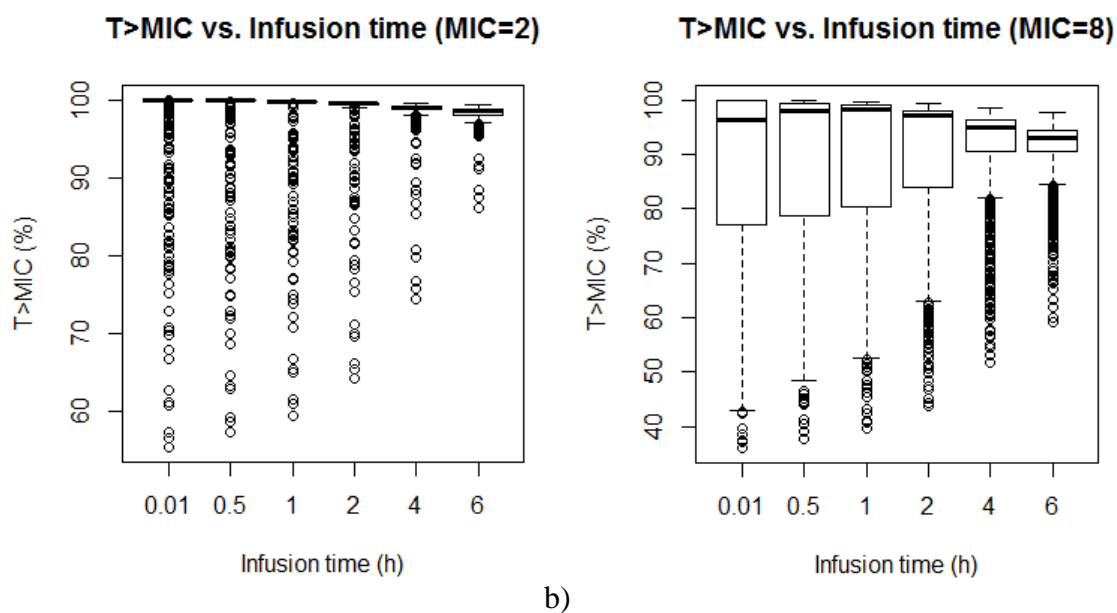 T>MIC vs. Infusion time (MIC=2)
T>MIC (%)
100
90
80
70
60
0.01 0.5 1 2 4 6
Infusion time (h)
T>MIC vs. Infusion time (MIC=8)
T>MIC (%)
100
90
80
70
60
50
40
0.01 0.5 1 2 4 6
Infusion time (h)
b)